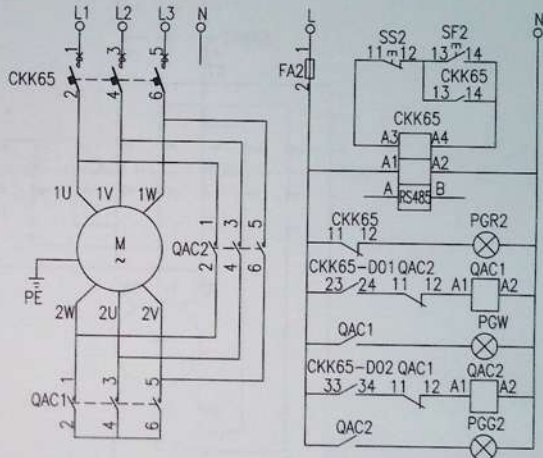 L1 L2 L3 N
1 3 5
CKK65
2 4 6
1U 1V 1W
M
~
PE
2W 2U 2V
QAC2
1 3 5
2 4 6
QAC1
1 3 5
2 4 6
L N
1
FA2
2
SS2 SF2
11 12 13 14
CKK65
13 14
CKK65
A3 A4
A1 A2
A RS485 B
CKK65
11 12 PGR2
CKK65-DO1 QAC2 QAC1
23 24 11 12 A1 A2
QAC1 PGW
CKK65-DO2 QAC1 QAC2
33 34 11 12 A1 A2
QAC2 PGG2